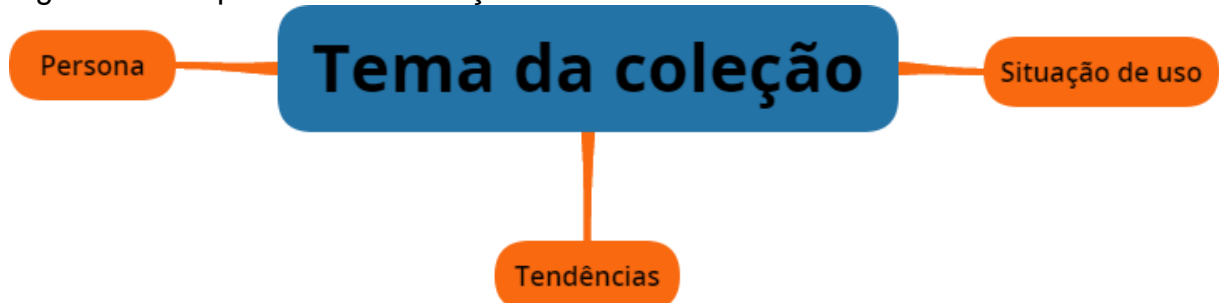 Persona
Tema da coleção
Situação de uso
Tendências